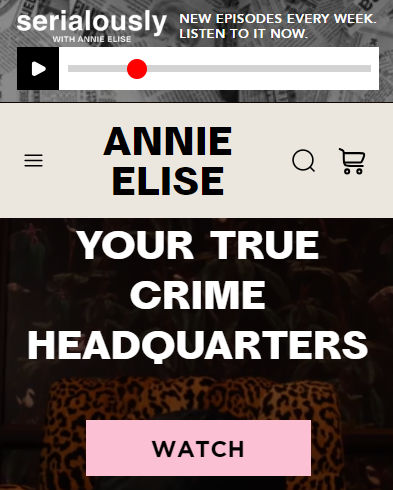 serialously
WITH ANNIE ELISE
NEW EPISODES EVERY WEEK.
LISTEN TO IT NOW.
ANNIE
ELISE
YOUR TRUE
CRIME
HEADQUARTERS
WATCH